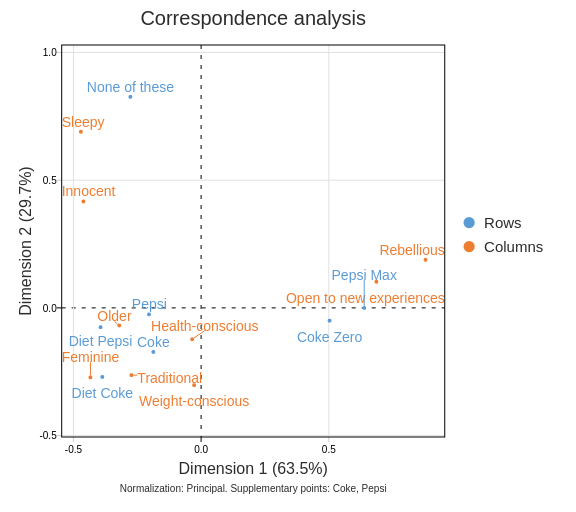 Correspondence analysis
1.0
None of these
Sleepy
0.5
Innocent
Rebellious
Pepsi Max
Open to new experiences
Pepsi
0.0
Older
Health-conscious
Coke Zero
Diet Pepsi
Coke
Feminine
Traditional
Diet Coke
Weight-conscious
-0.5
-0.5
0.0
0.5
Dimension 1 (63.5%)
Dimension 2 (29.7%)
Rows
Columns
Normalization: Principal. Supplementary points: Coke, Pepsi